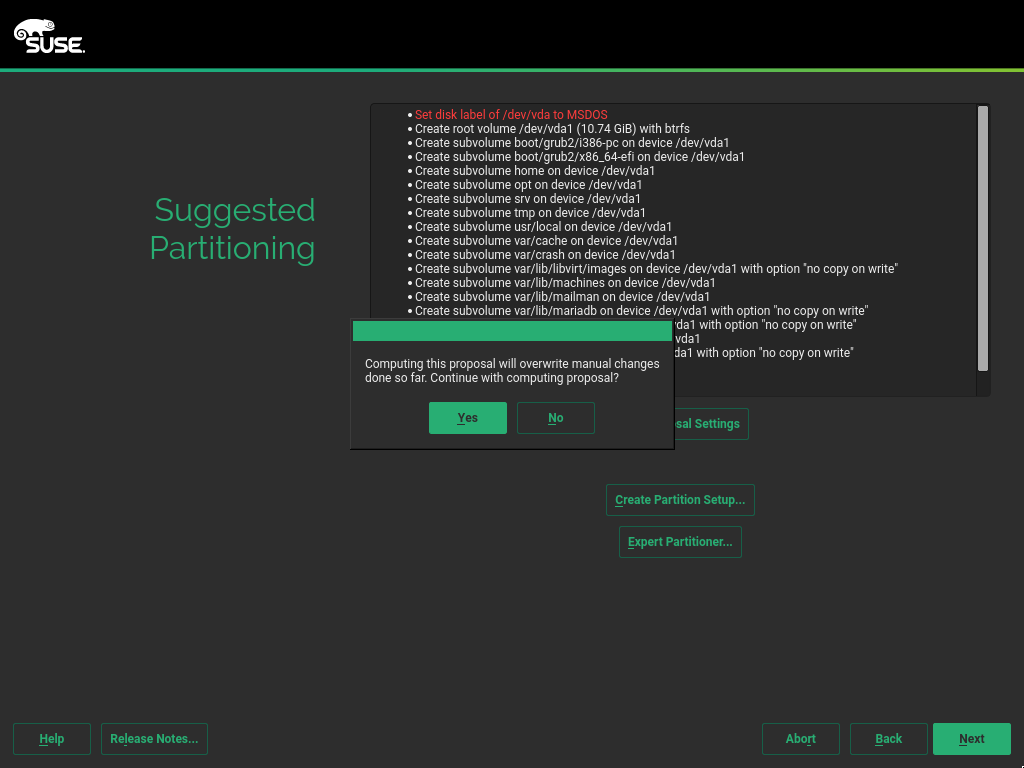 SUSE.
Suggested
Partitioning
• Set disk label of /dev/vda to MSDOS
• Create root volume /dev/vda1 (10.74 GiB) with btrfs
• Create subvolume boot/grub2/i386-pc on device /dev/vda1
• Create subvolume boot/grub2/x86_64-efi on device /dev/vda1
• Create subvolume home on device /dev/vda1
• Create subvolume opt on device /dev/vda1
• Create subvolume srv on device /dev/vda1
• Create subvolume tmp on device /dev/vda1
• Create subvolume usr/local on device /dev/vda1
• Create subvolume var/cache on device /dev/vda1
• Create subvolume var/crash on device /dev/vda1
• Create subvolume var/lib/libvirt/images on device /dev/vda1 with option "no copy on write"
• Create subvolume var/lib/machines on device /dev/vda1
• Create subvolume var/lib/mailman on device /dev/vda1
• Create subvolume var/lib/mariadb on device /dev/vda1 with option "no copy on write"
vda1 with option "no copy on write"
vda1
da1 with option "no copy on write"
Computing this proposal will overwrite manual changes
done so far. Continue with computing proposal?
Yes
No
sal Settings
Create Partition Setup...
Expert Partitioner...
Help
Release Notes...
Abort
Back
Next